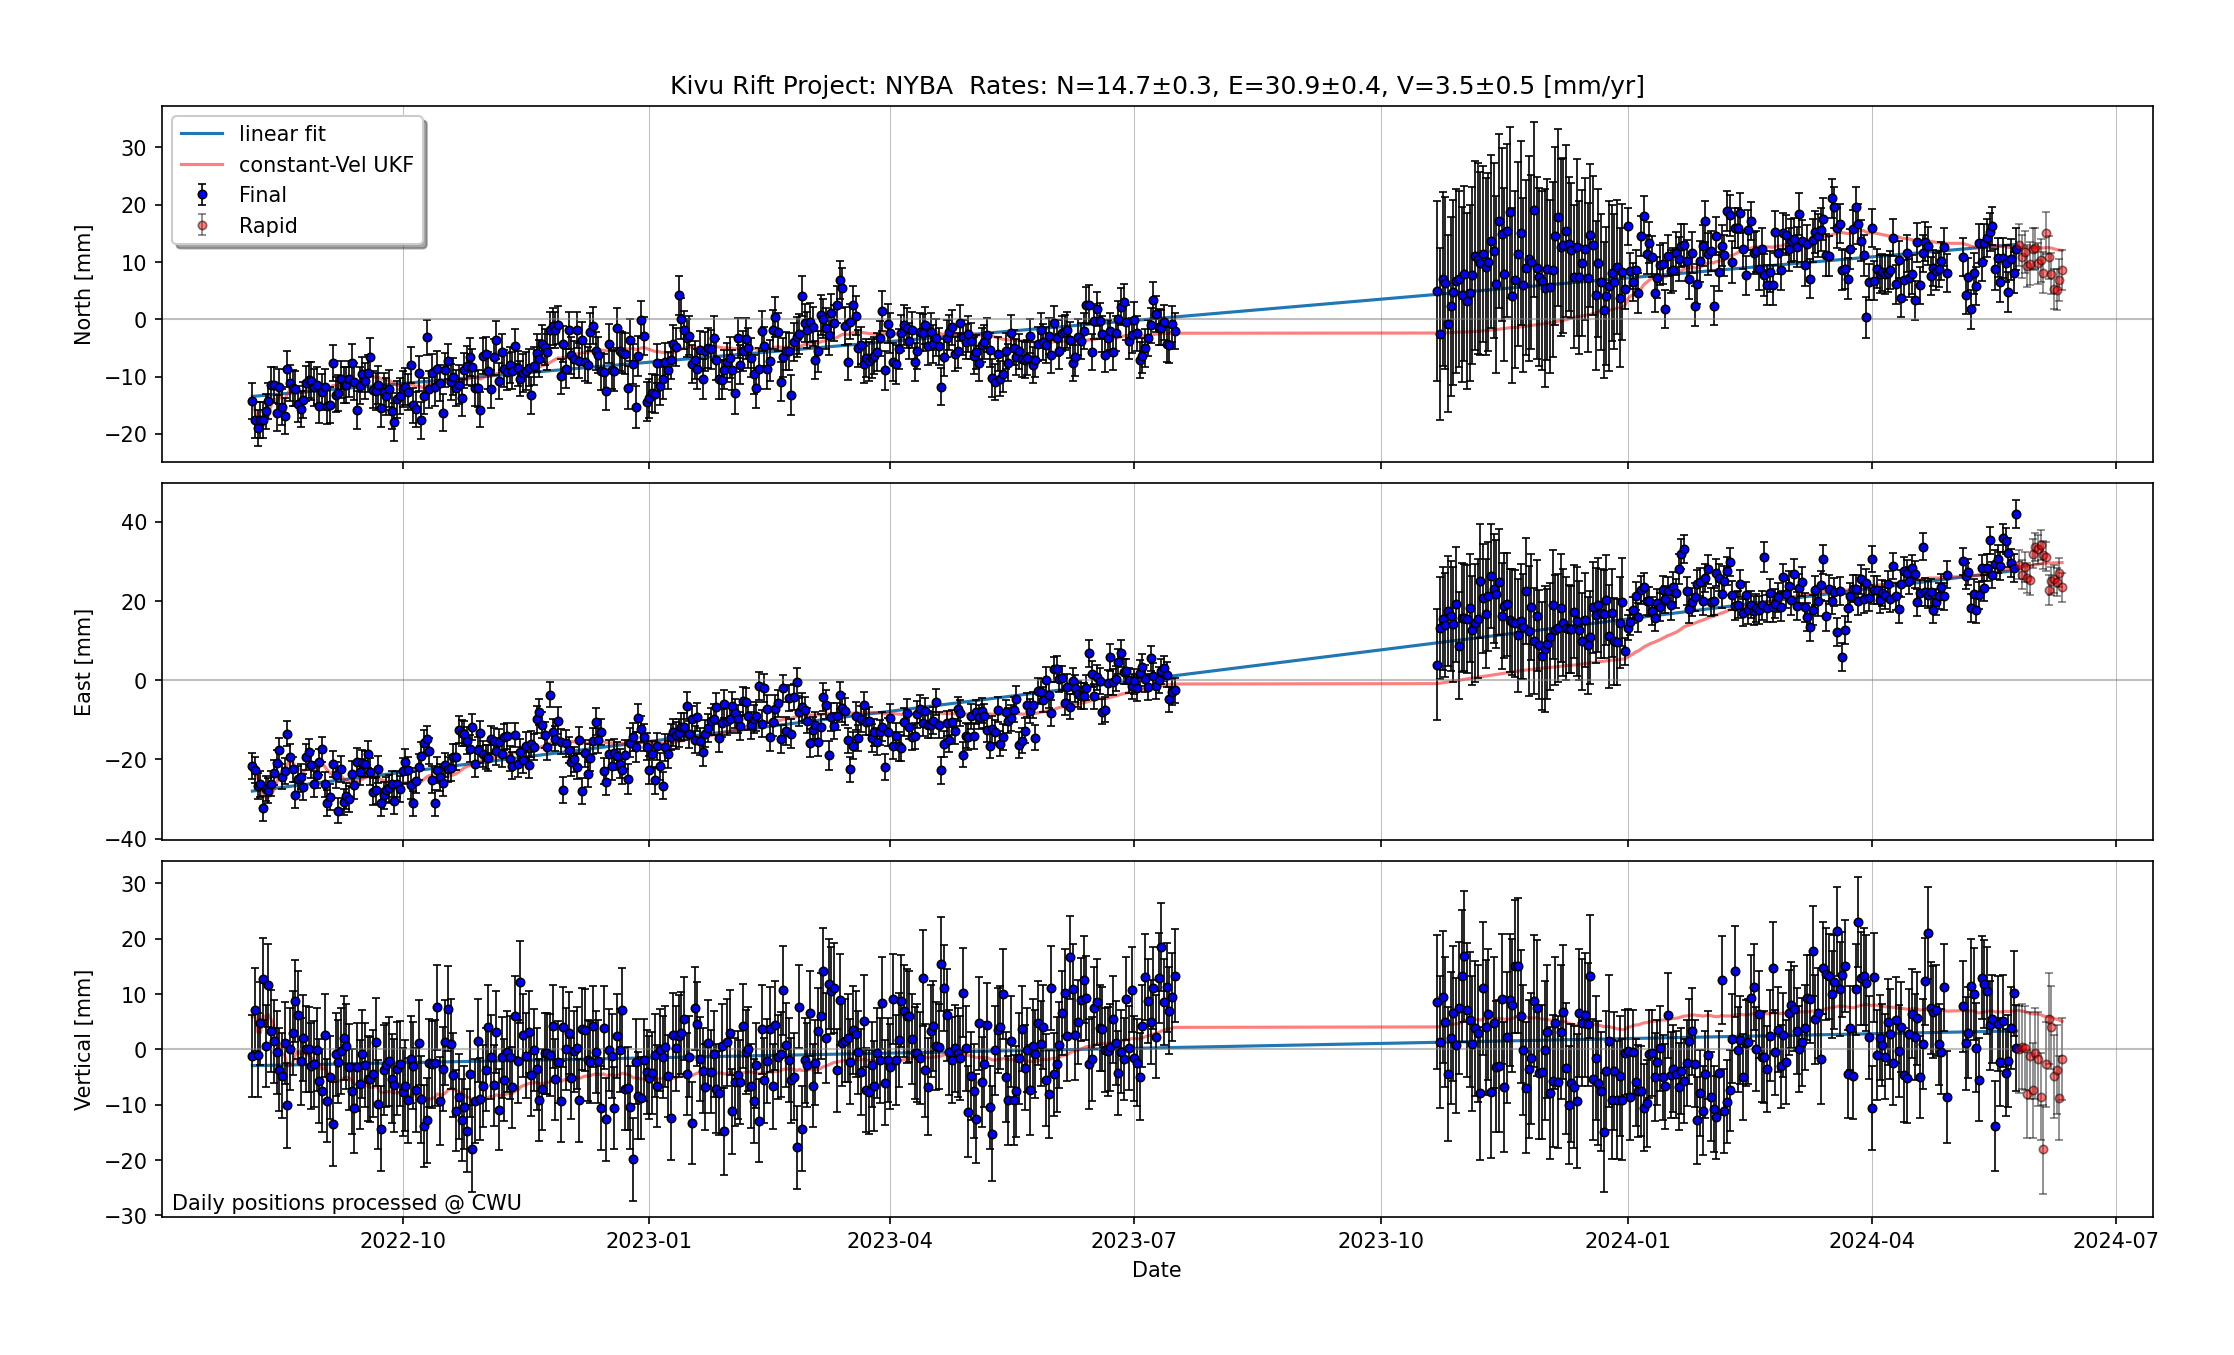 Kivu Rift Project: NYBA  Rates: N=14.7±0.3, E=30.9±0.4, V=3.5±0.5 [mm/yr]
linear fit
constant-Vel UKF
Final
Rapid
North [mm]
30
20
10
0
−10
−20
East [mm]
40
20
0
−20
−40
Vertical [mm]
30
20
10
0
−10
−20
−30
Daily positions processed @ CWU
2022-10 2023-01 2023-04 2023-07 2023-10 2024-01 2024-04 2024-07
Date